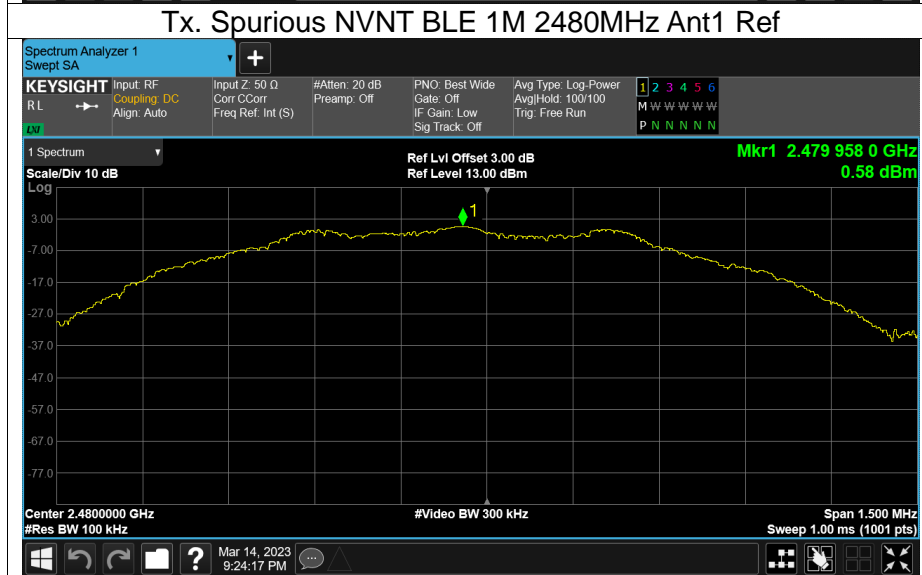 Tx. Spurious NVNT BLE 1M 2480MHz Ant1 Ref
Spectrum Analyzer 1
Swept SA
+
KEYSIGHT
RL
LXI
Input: RF
Coupling: DC
Align: Auto
Input Z: 50 Ω
Corr CCorr
Freq Ref: Int (S)
#Atten: 20 dB
Preamp: Off
PNO: Best Wide
Gate: Off
IF Gain: Low
Sig Track: Off
Avg Type: Log-Power
Avg|Hold: 100/100
Trig: Free Run
1 2 3 4 5 6
M W W W W W
P N N N N N
1 Spectrum
Scale/Div 10 dB
Log
Ref Lvl Offset 3.00 dB
Ref Level 13.00 dBm
Mkr1 2.479 958 0 GHz
0.58 dBm
1
3.00
-7.00
-17.0
-27.0
-37.0
-47.0
-57.0
-67.0
-77.0
Center 2.4800000 GHz
#Res BW 100 kHz
#Video BW 300 kHz
Span 1.500 MHz
Sweep 1.00 ms (1001 pts)
?
Mar 14, 2023
9:24:17 PM